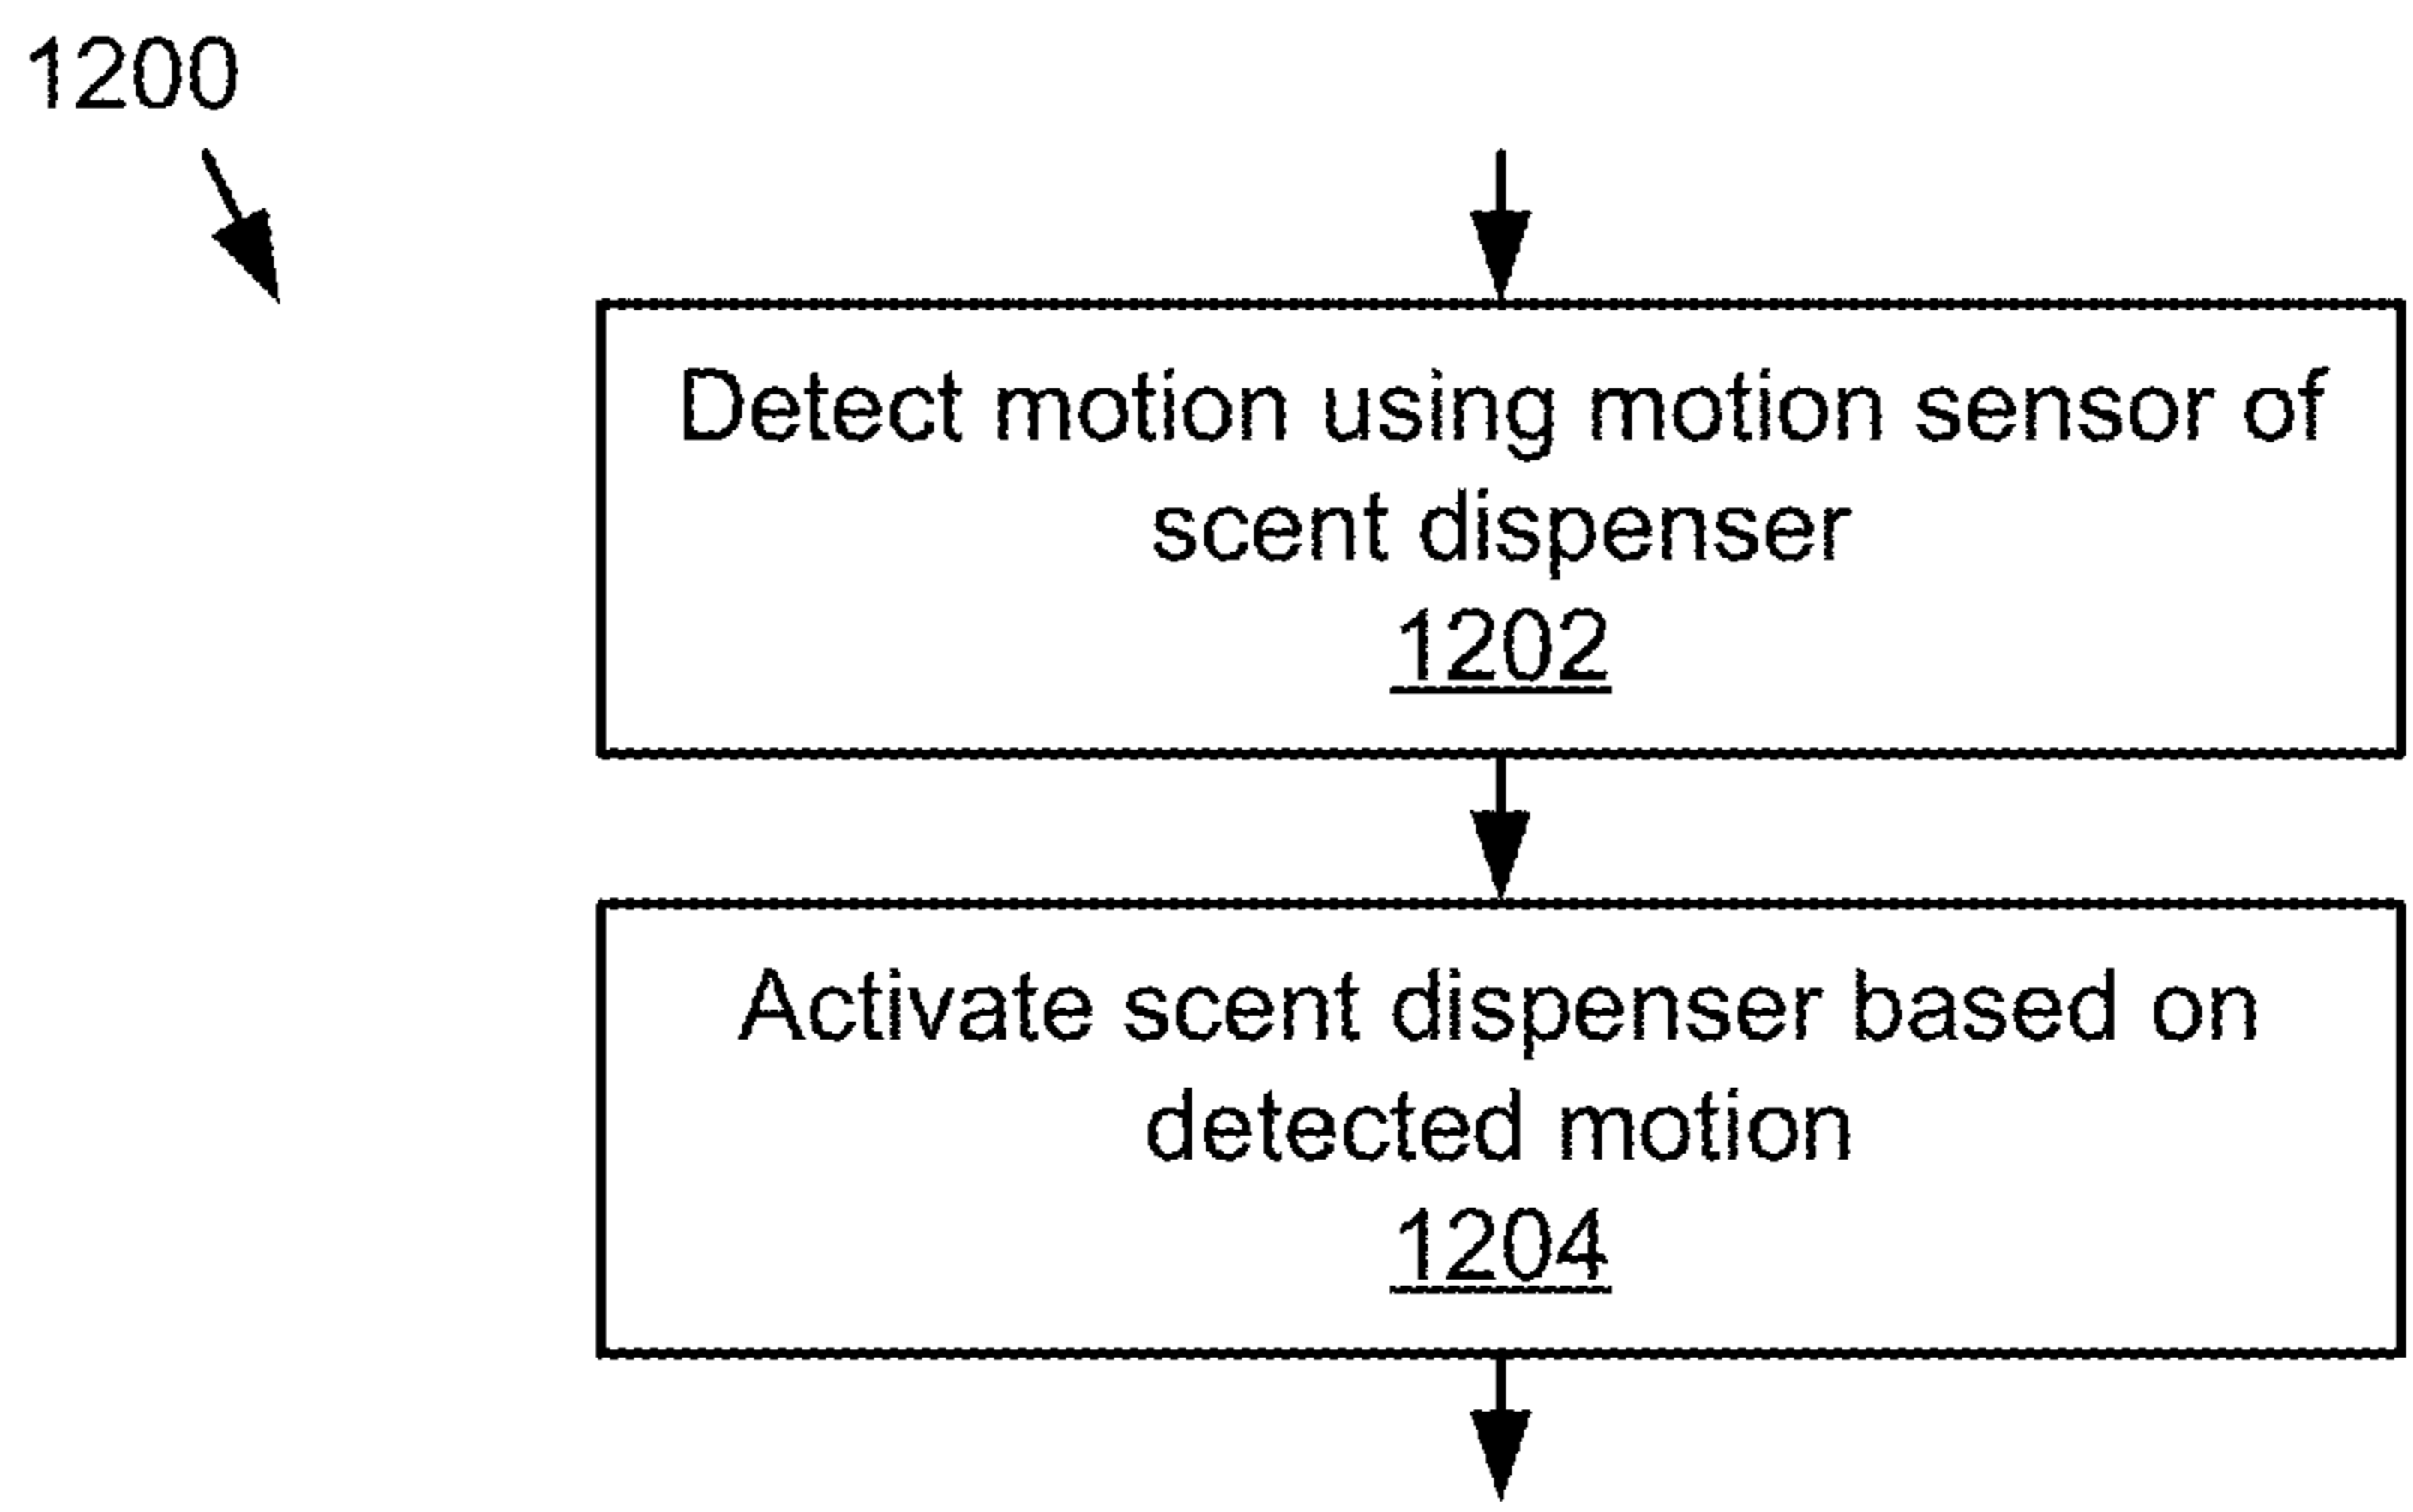 1200
Detect motion using motion sensor of
scent dispenser
1202
Activate scent dispenser based on
detected motion
1204